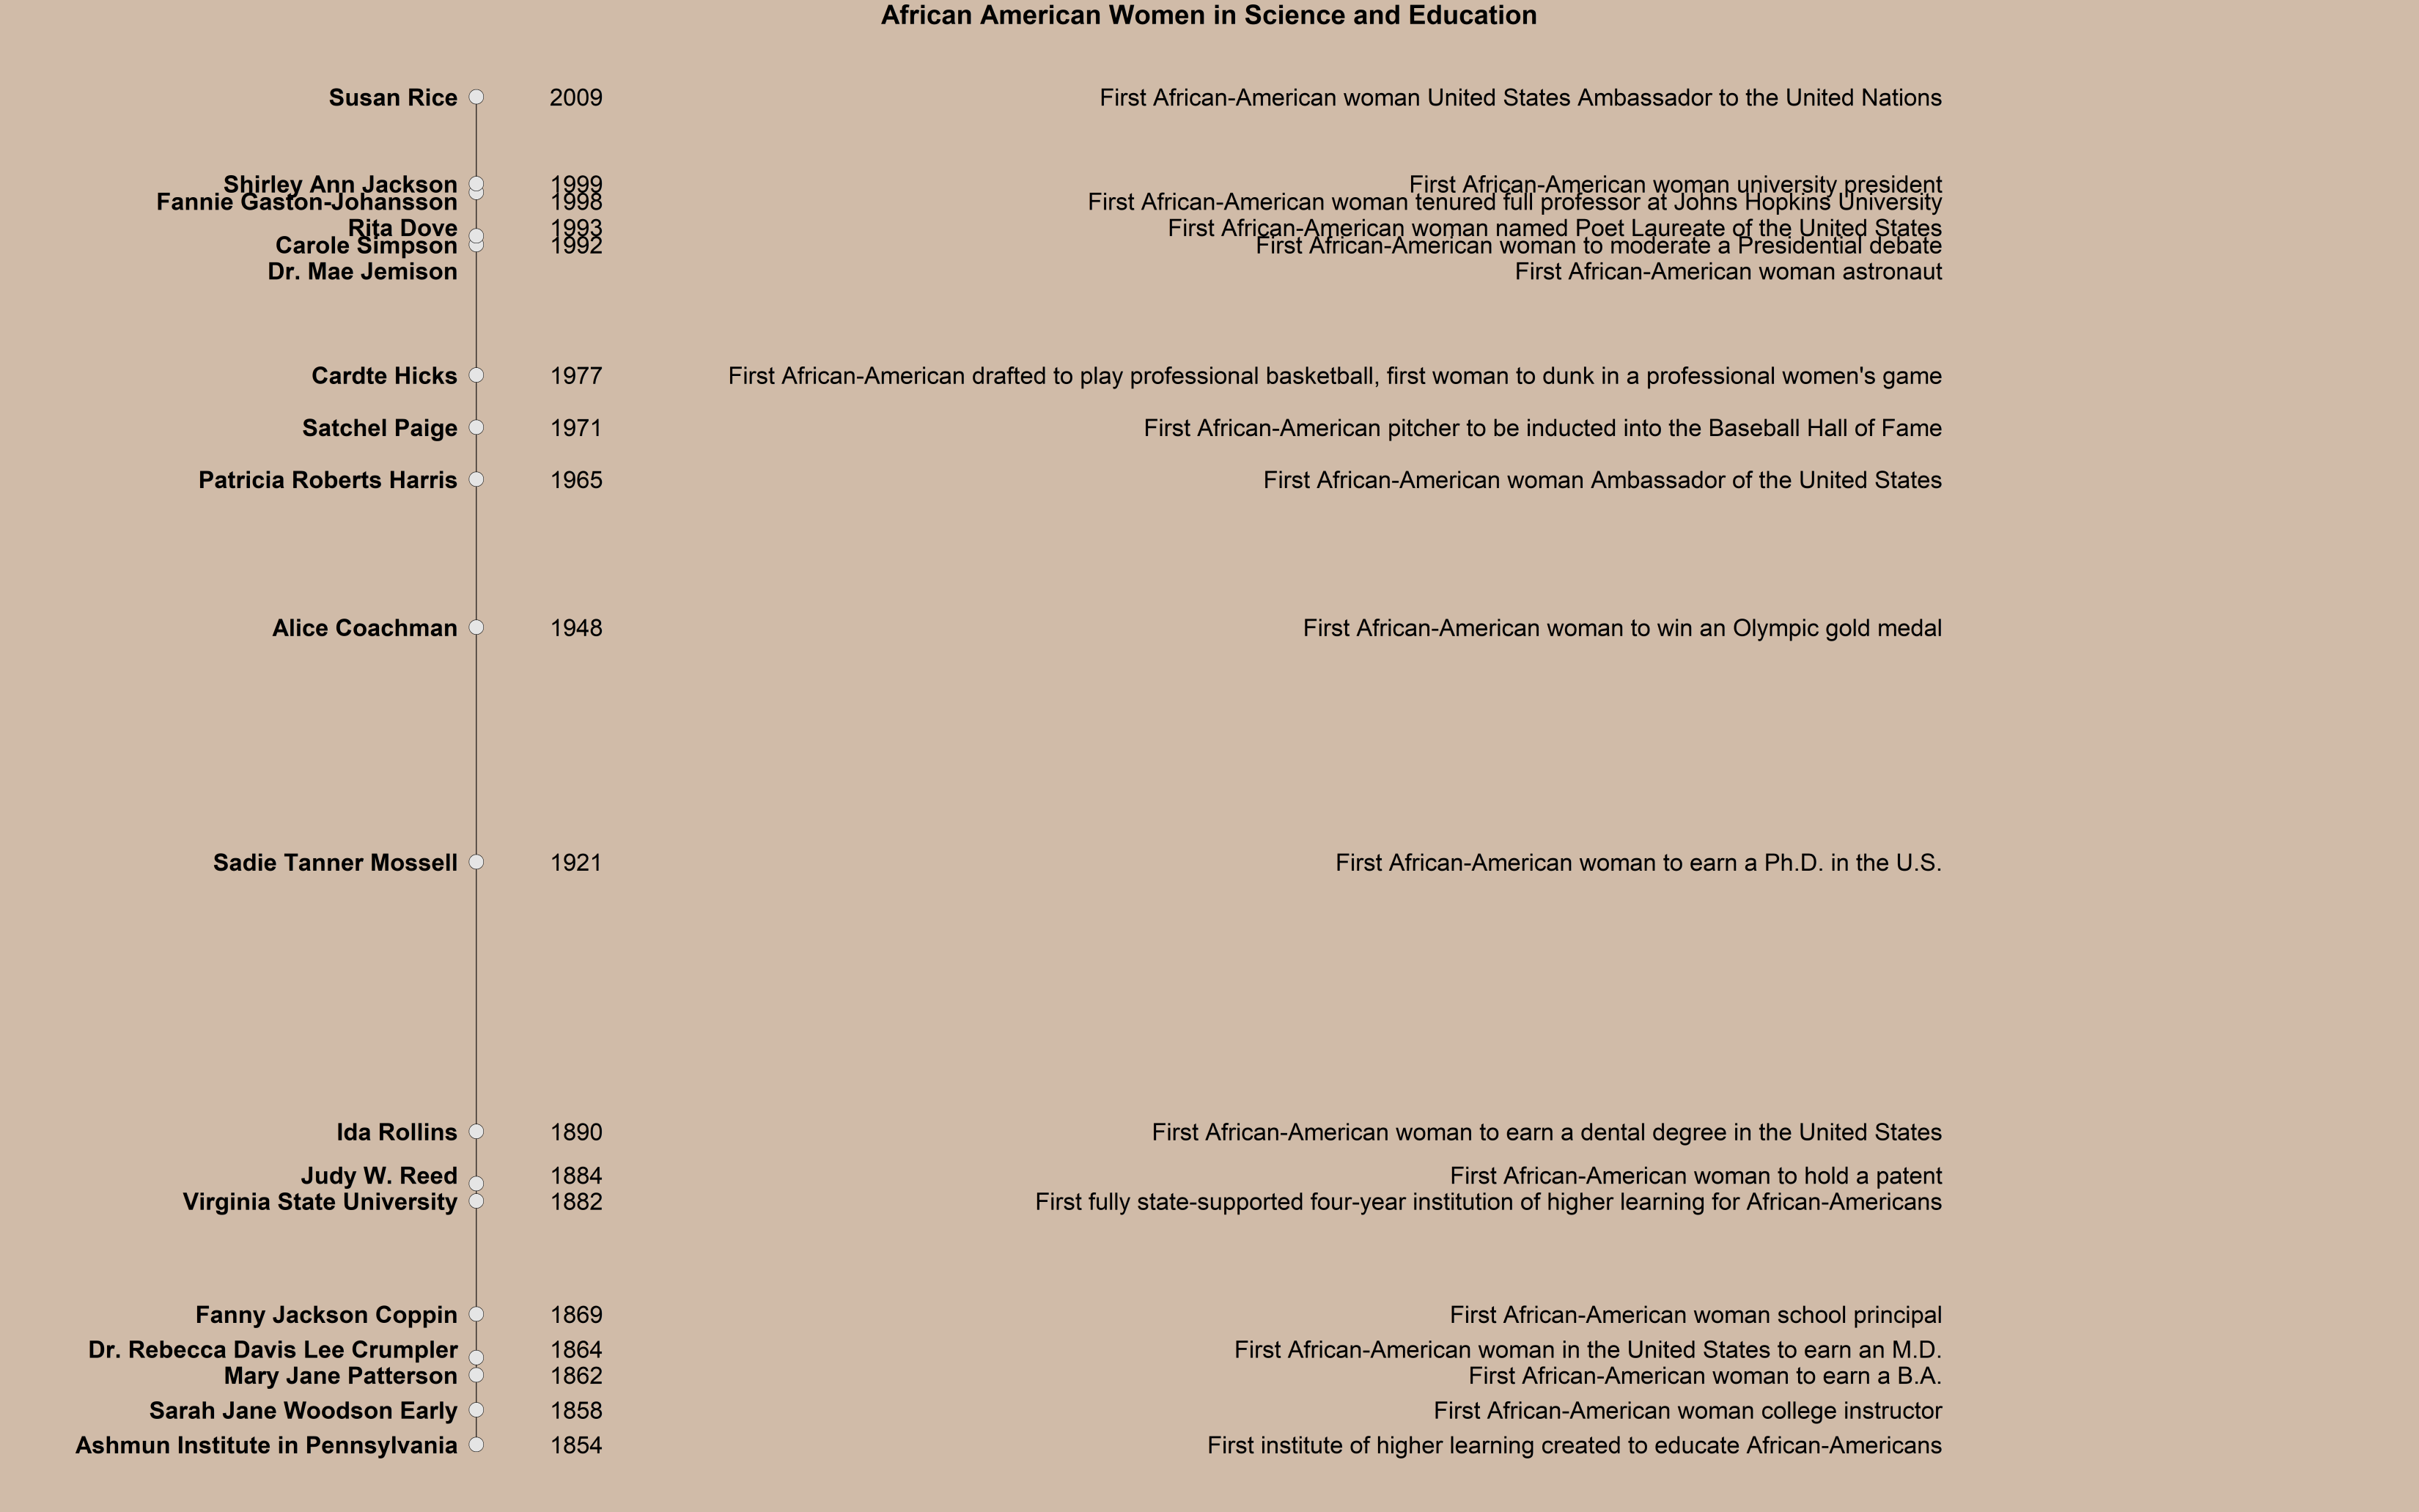 African American Women in Science and Education
Susan Rice 2009 First African-American woman United States Ambassador to the United Nations
Shirley Ann Jackson 1999 First African-American woman university president
Fannie Gaston-Johansson 1998 First African-American woman tenured full professor at Johns Hopkins University
Rita Dove 1993 First African-American woman named Poet Laureate of the United States
Carole Simpson 1992 First African-American woman to moderate a Presidential debate
Dr. Mae Jemison First African-American woman astronaut
Cardte Hicks 1977 First African-American drafted to play professional basketball, first woman to dunk in a professional women's game
Satchel Paige 1971 First African-American pitcher to be inducted into the Baseball Hall of Fame
Patricia Roberts Harris 1965 First African-American woman Ambassador of the United States
Alice Coachman 1948 First African-American woman to win an Olympic gold medal
Sadie Tanner Mossell 1921 First African-American woman to earn a Ph.D. in the U.S.
Ida Rollins 1890 First African-American woman to earn a dental degree in the United States
Judy W. Reed 1884 First African-American woman to hold a patent
Virginia State University 1882 First fully state-supported four-year institution of higher learning for African-Americans
Fanny Jackson Coppin 1869 First African-American woman school principal
Dr. Rebecca Davis Lee Crumpler 1864 First African-American woman in the United States to earn an M.D.
Mary Jane Patterson 1862 First African-American woman to earn a B.A.
Sarah Jane Woodson Early 1858 First African-American woman college instructor
Ashmun Institute in Pennsylvania 1854 First institute of higher learning created to educate African-Americans